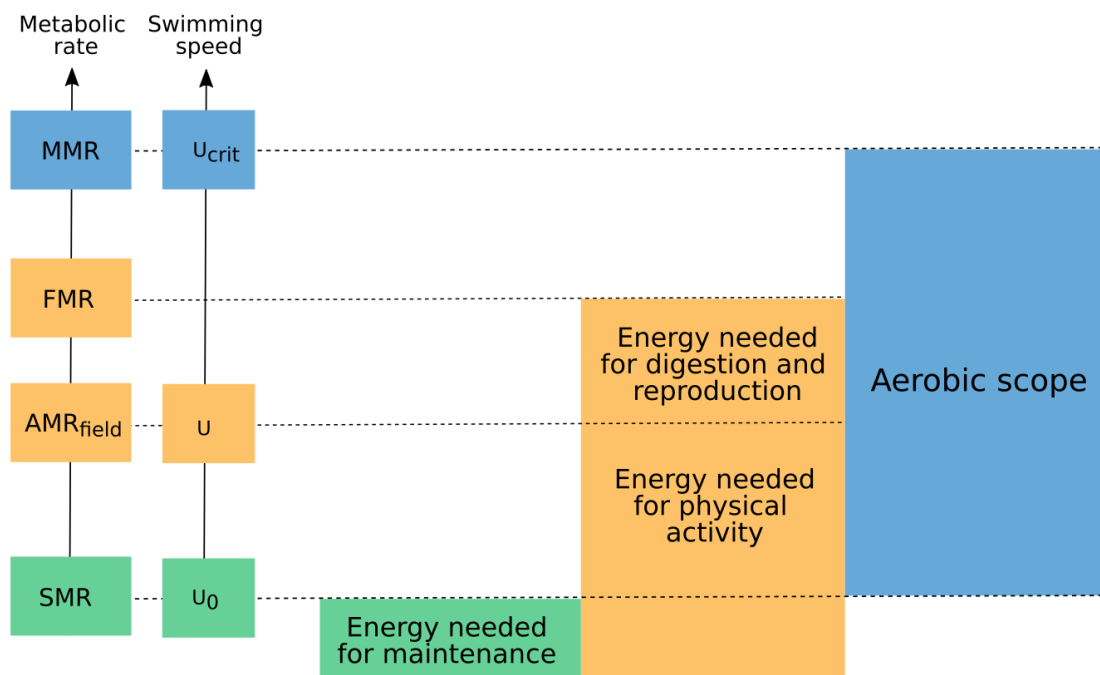 Metabolic
rate
Swimming
speed
MMR
Ucrit
FMR
Energy needed
for digestion and
reproduction
Aerobic scope
AMRfield
U
Energy needed
for physical
activity
SMR
U0
Energy needed
for maintenance